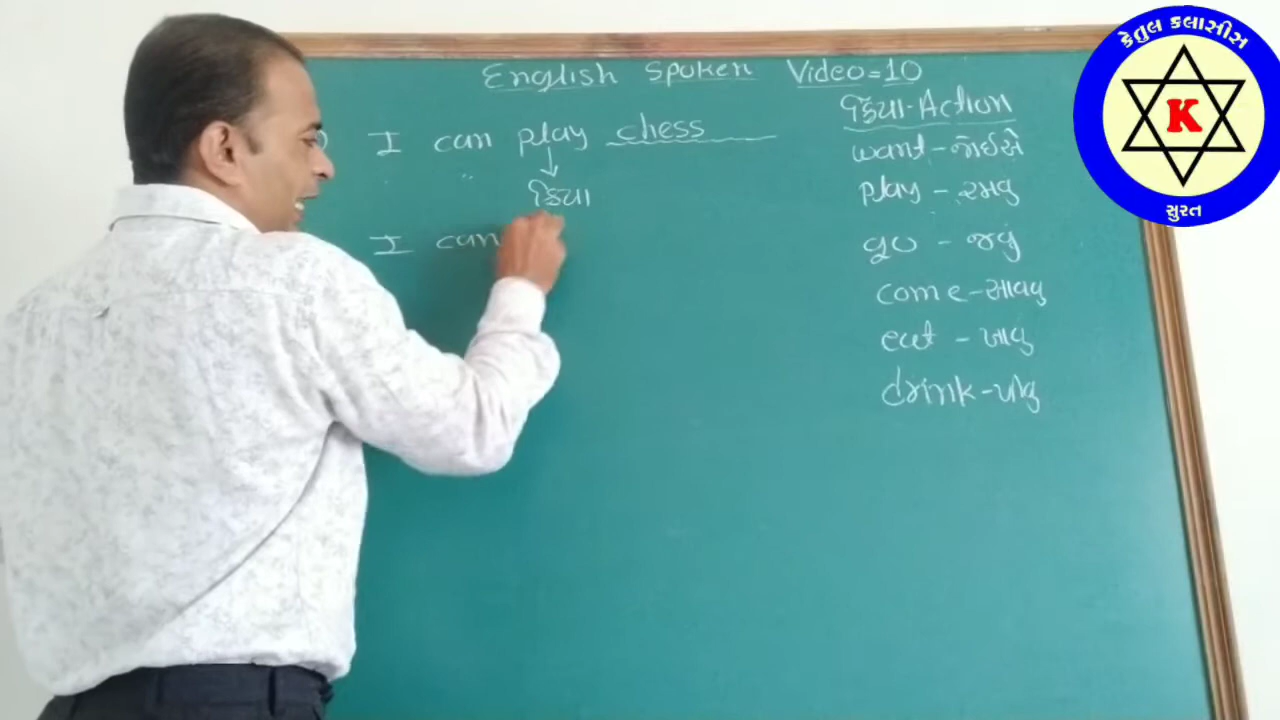 English Spoken Video=10
) I can play chess
ક્રિયા
I can
ક્રિયા-Action
want - જોઈએ
play - રમવુ
go - જવું
come - આવવુ
eat - ખાવુ
drink - પીવુ
કેતુલ કલાસીસ
K
સુરત